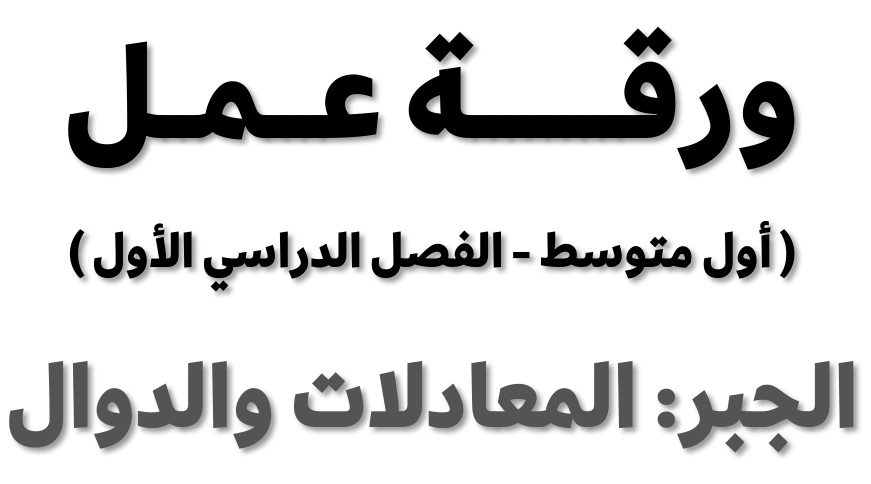 ورقـــة عـمـل
( أول متوسط - الفصل الدراسي الأول )
الجبر: المعادلات والدوال